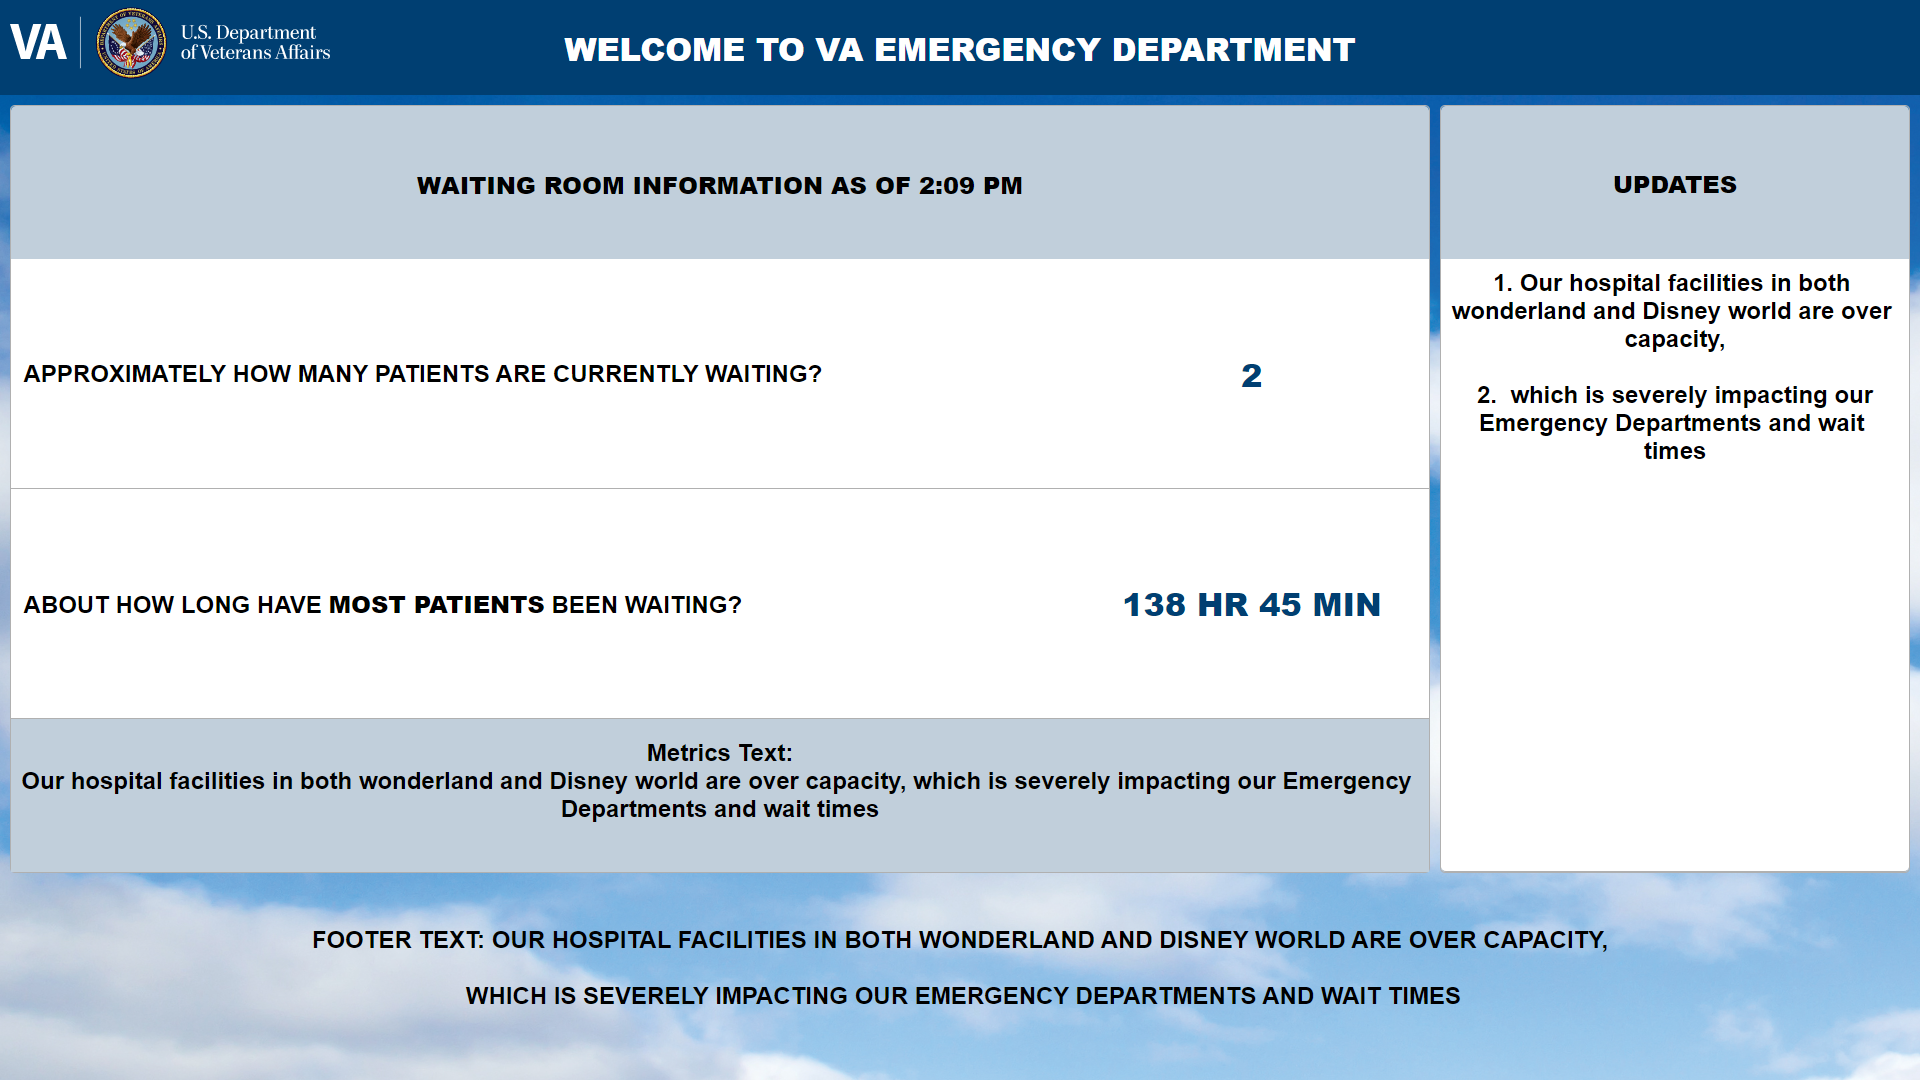 VA
U.S. Department
of Veterans Affairs
WELCOME TO VA EMERGENCY DEPARTMENT
WAITING ROOM INFORMATION AS OF 2:09 PM
APPROXIMATELY HOW MANY PATIENTS ARE CURRENTLY WAITING?
2
ABOUT HOW LONG HAVE MOST PATIENTS BEEN WAITING?
138 HR 45 MIN
Metrics Text:
Our hospital facilities in both wonderland and Disney world are over capacity, which is severely impacting our Emergency
Departments and wait times
UPDATES
1. Our hospital facilities in both
wonderland and Disney world are over
capacity,
2.  which is severely impacting our
Emergency Departments and wait
times
FOOTER TEXT: OUR HOSPITAL FACILITIES IN BOTH WONDERLAND AND DISNEY WORLD ARE OVER CAPACITY,
WHICH IS SEVERELY IMPACTING OUR EMERGENCY DEPARTMENTS AND WAIT TIMES